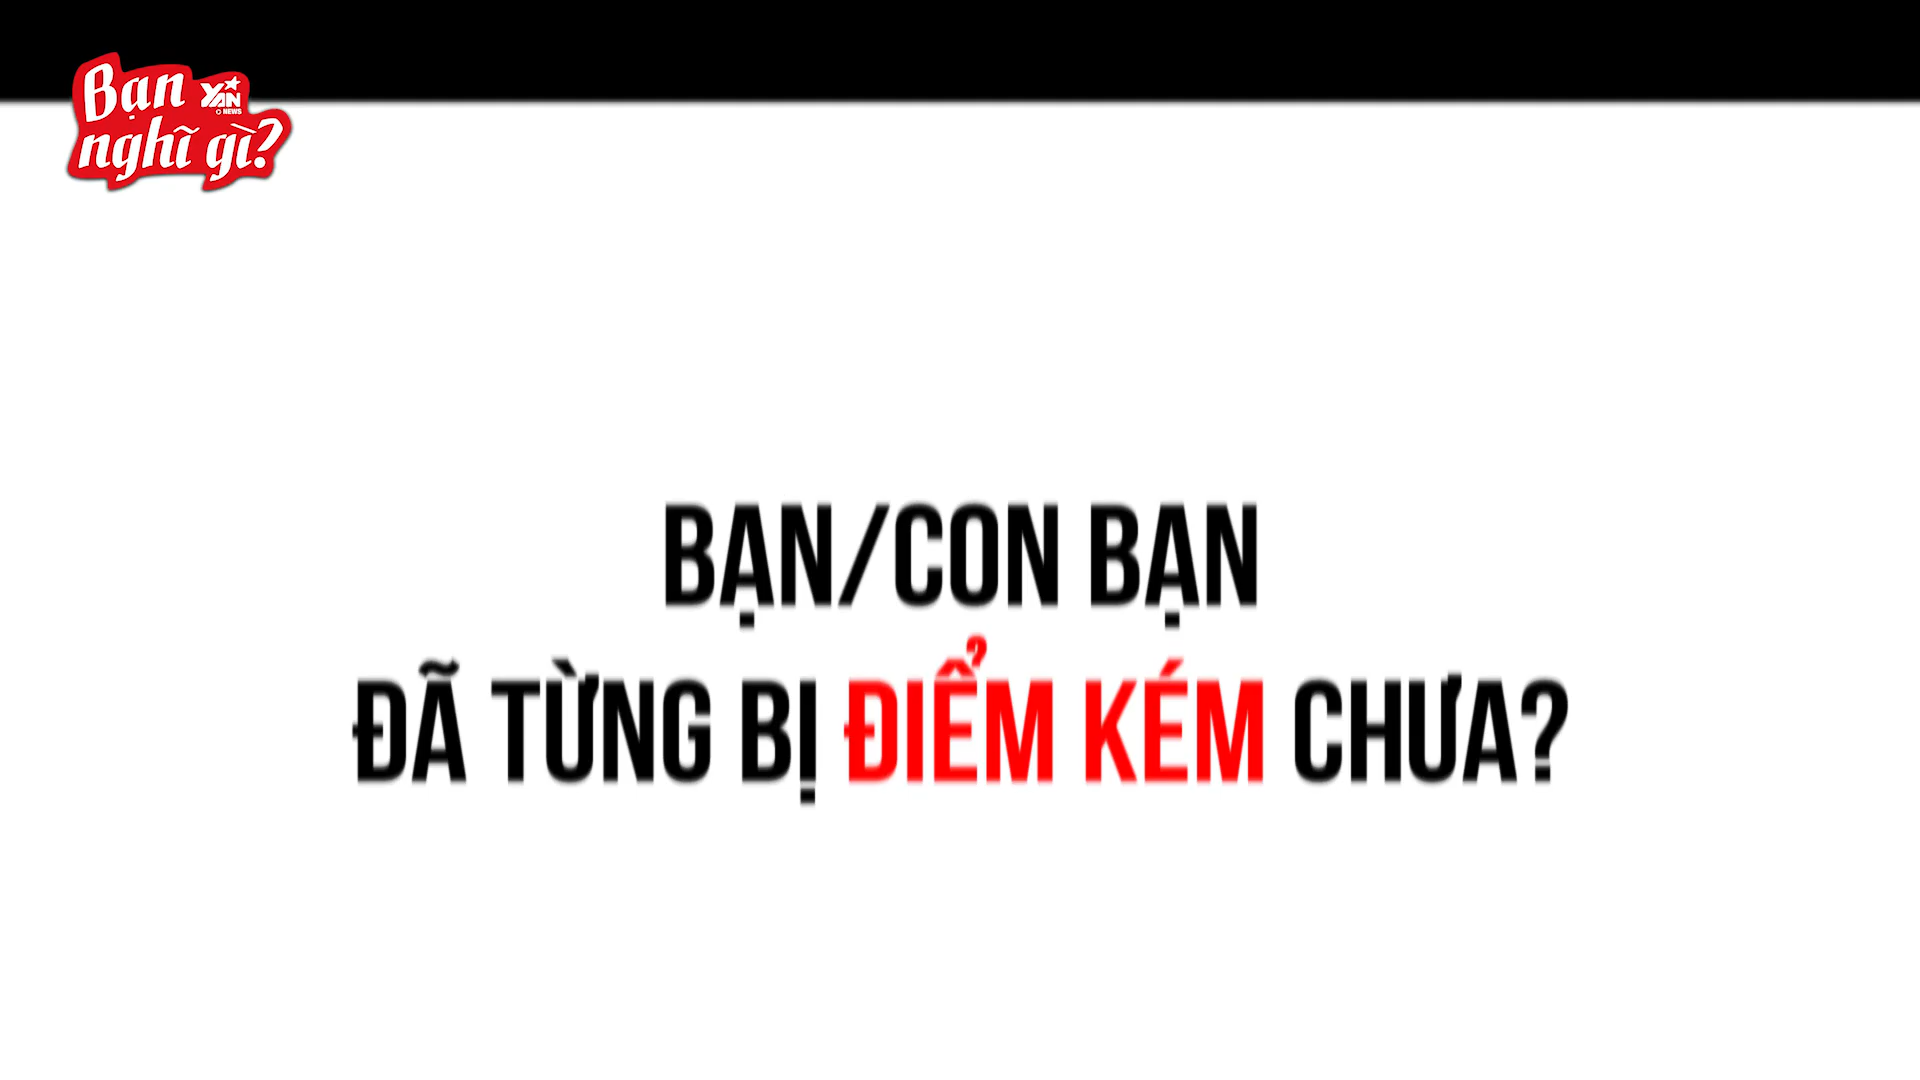 Bạn
YAN
NEWS
nghĩ gì?
BẠN/CON BẠN
ĐÃ TỪNG BỊ ĐIỂM KÉM CHƯA?